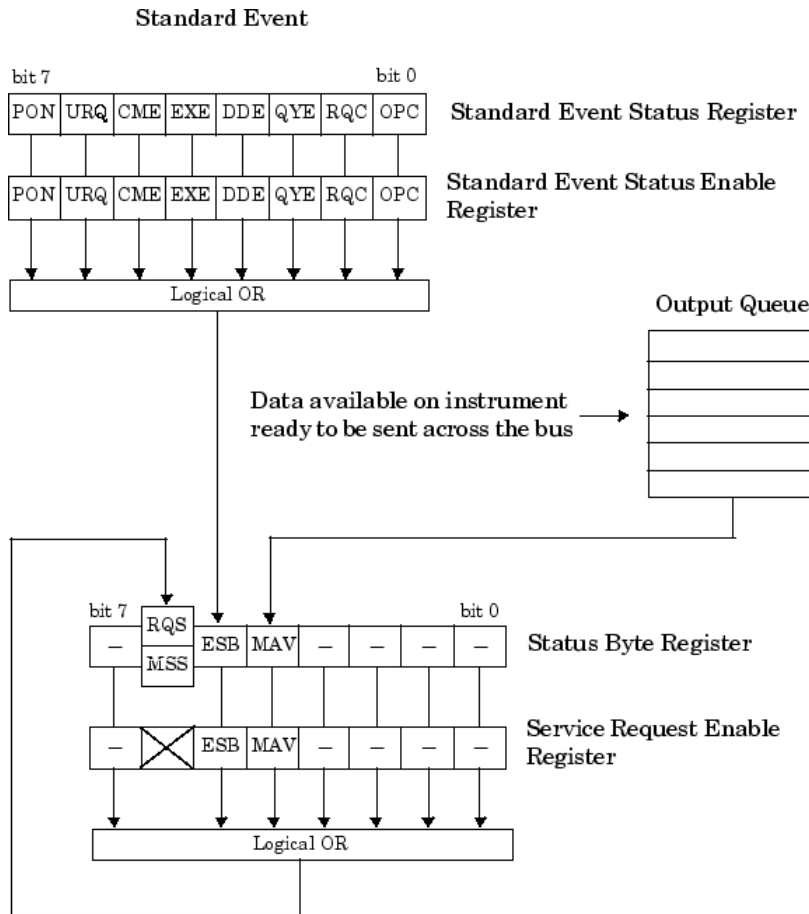 Standard Event
bit 7 bit 0
PON URQ CME EXE DDE QYE RQC OPC Standard Event Status Register
PON URQ CME EXE DDE QYE RQC OPC Standard Event Status Enable
Register
Logical OR
Output Queue
Data available on instrument
ready to be sent across the bus
bit 7 bit 0
RQS
– MSS ESB MAV – – – – Status Byte Register
– ESB MAV – – – – Service Request Enable
Register
Logical OR